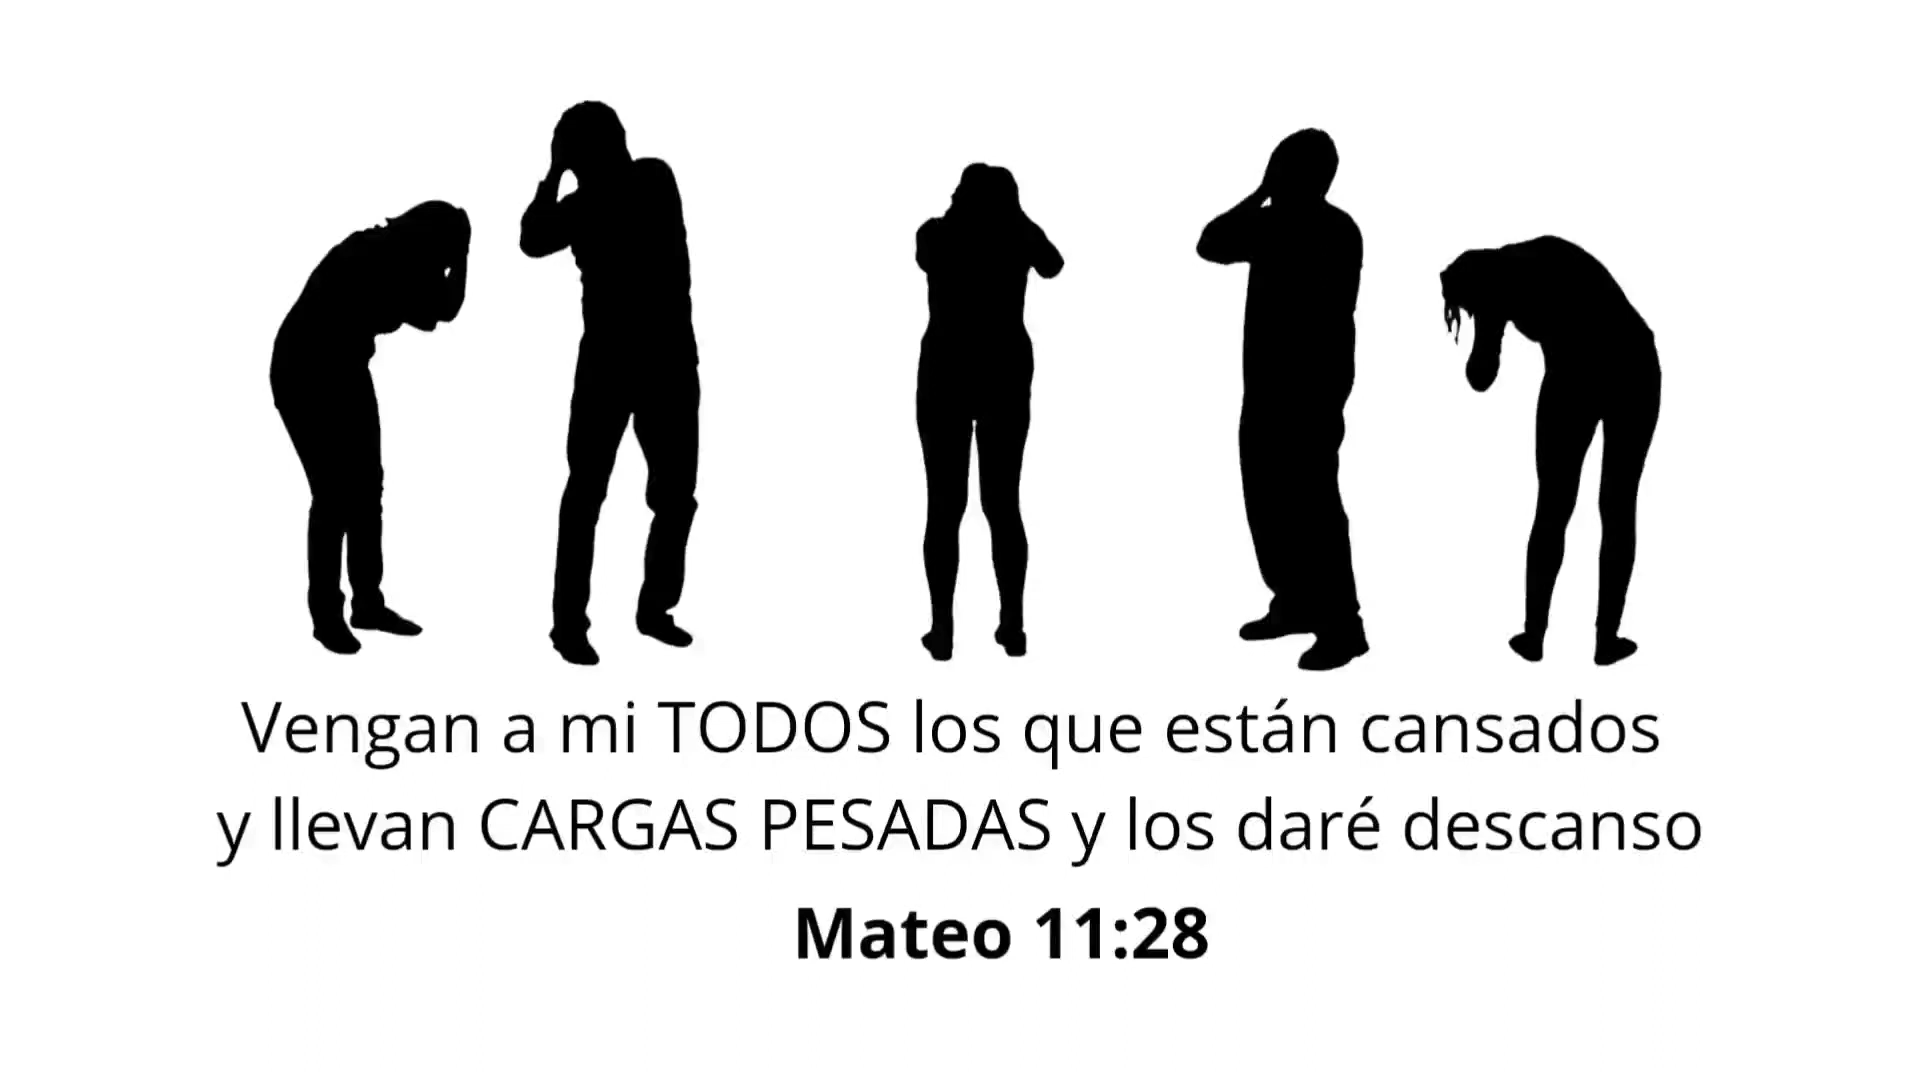 Vengan a mi TODOS los que están cansados
y llevan CARGAS PESADAS y los daré descanso
Mateo 11:28